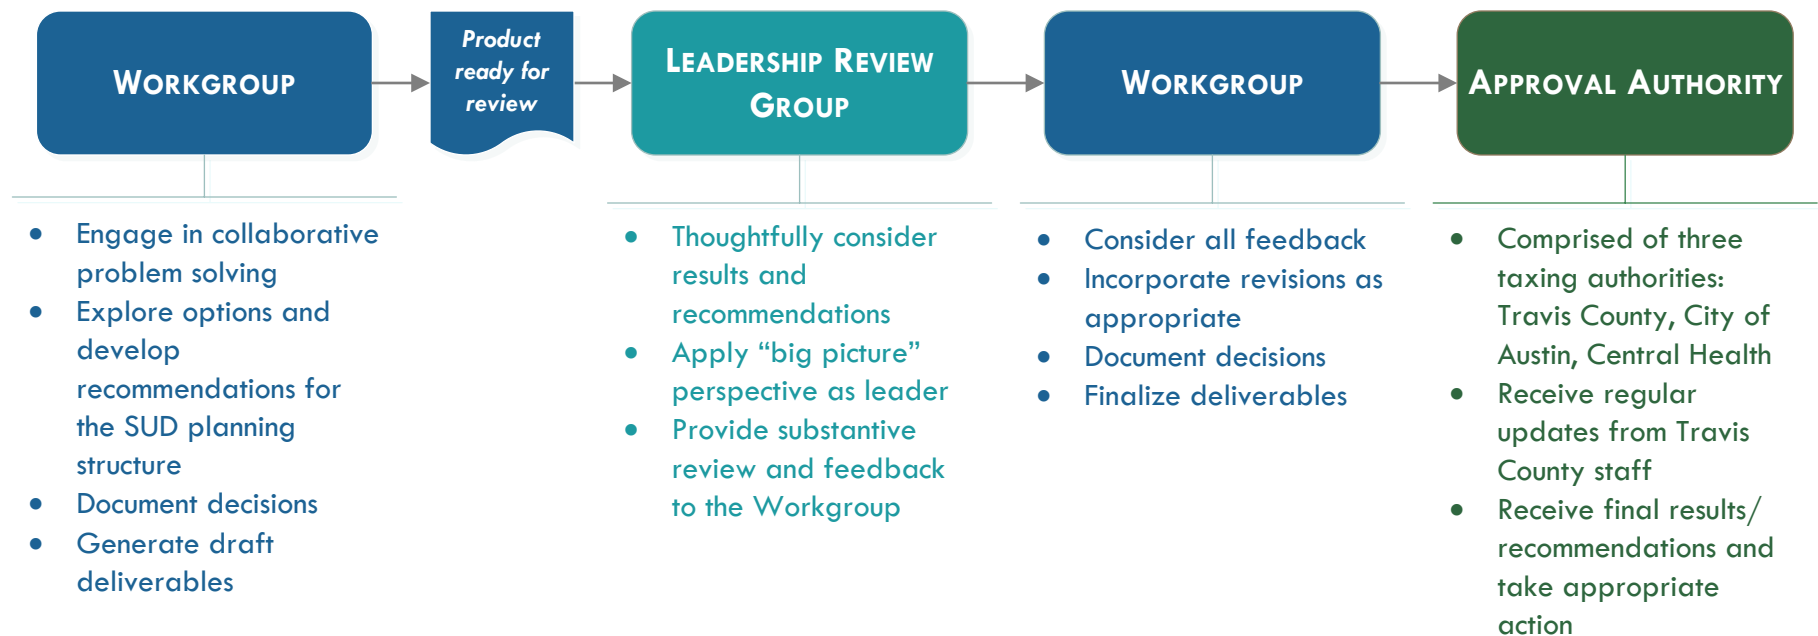 WORKGROUP
Product
ready for
review
LEADERSHIP REVIEW
GROUP
WORKGROUP
APPROVAL AUTHORITY
• Engage in collaborative
problem solving
• Explore options and
develop
recommendations for
the SUD planning
structure
• Document decisions
• Generate draft
deliverables
• Thoughtfully consider
results and
recommendations
• Apply “big picture”
perspective as leader
• Provide substantive
review and feedback
to the Workgroup
• Consider all feedback
• Incorporate revisions as
appropriate
• Document decisions
• Finalize deliverables
• Comprised of three
taxing authorities:
Travis County, City of
Austin, Central Health
• Receive regular
updates from Travis
County staff
• Receive final results/
recommendations and
take appropriate
action